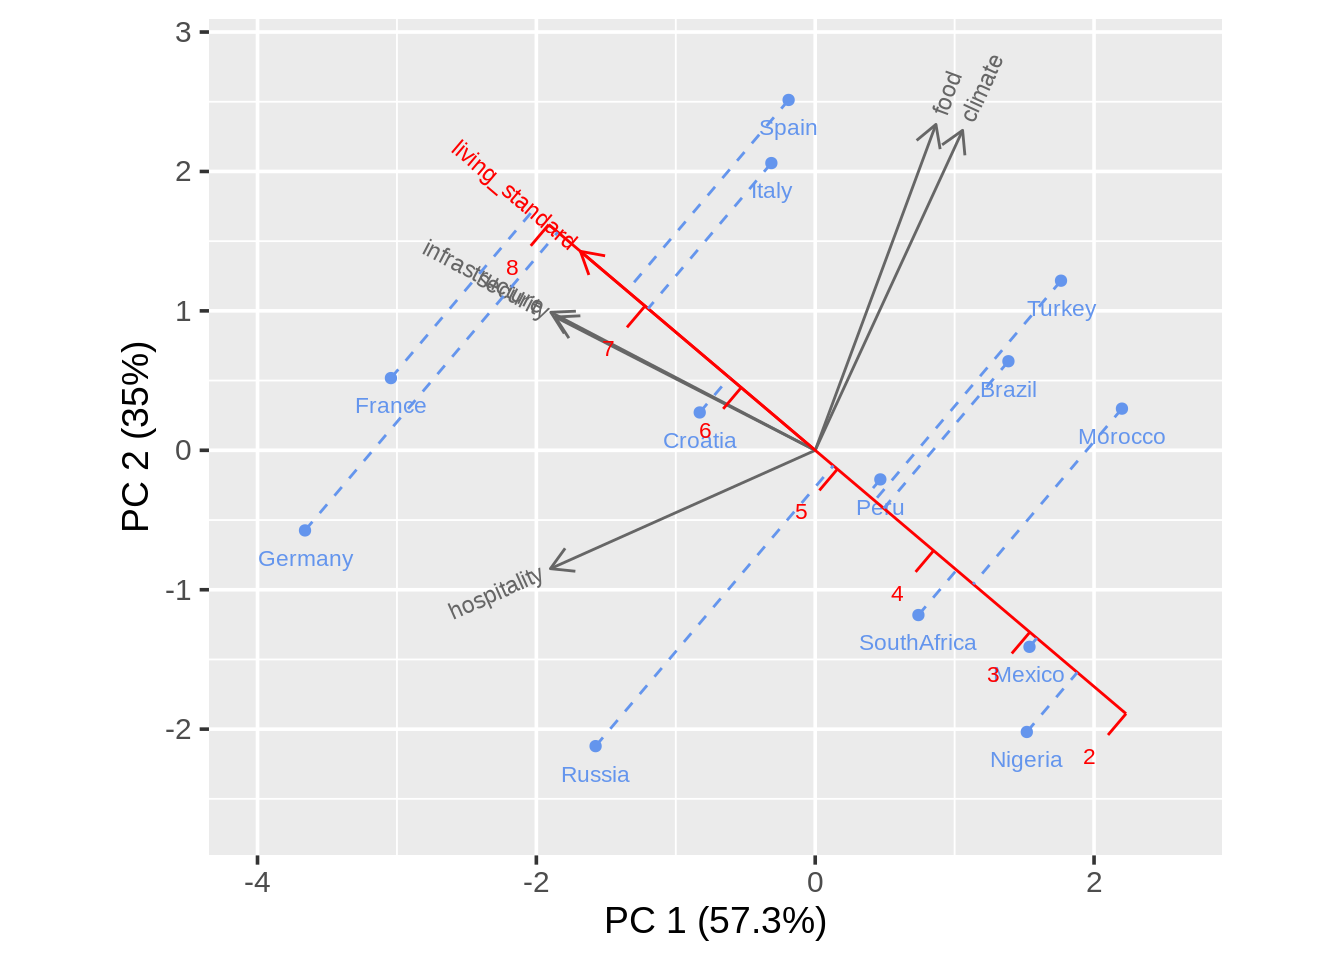 3
2
1
0
-1
-2
PC 2 (35%)
food
climate
Spain
Italy
living_standard
infrastructure
security
8
7
6
5
4
3
2
Turkey
Brazil
Morocco
France
Croatia
Peru
Germany
hospitality
SouthAfrica
Mexico
Nigeria
Russia
-4
-2
0
2
PC 1 (57.3%)